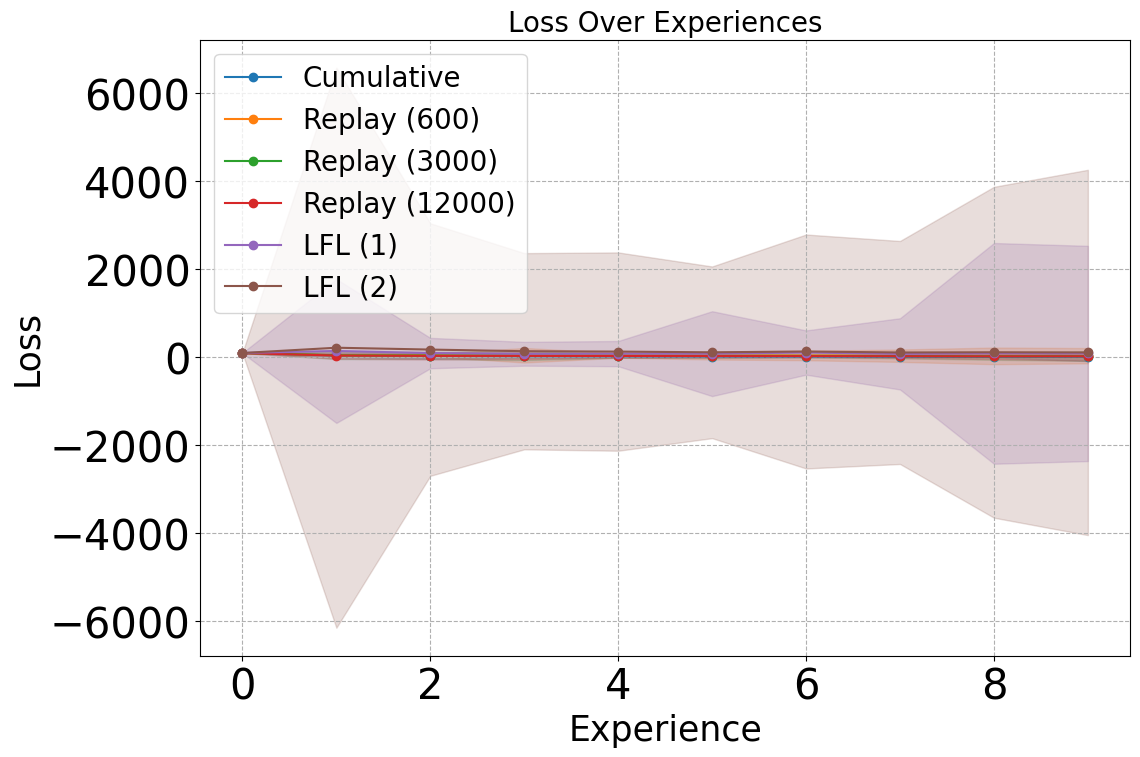 Loss Over Experiences
Cumulative
Replay (600)
Replay (3000)
Replay (12000)
LFL (1)
LFL (2)
6000
4000
2000
0
−2000
−4000
−6000
Loss
0 2 4 6 8
Experience